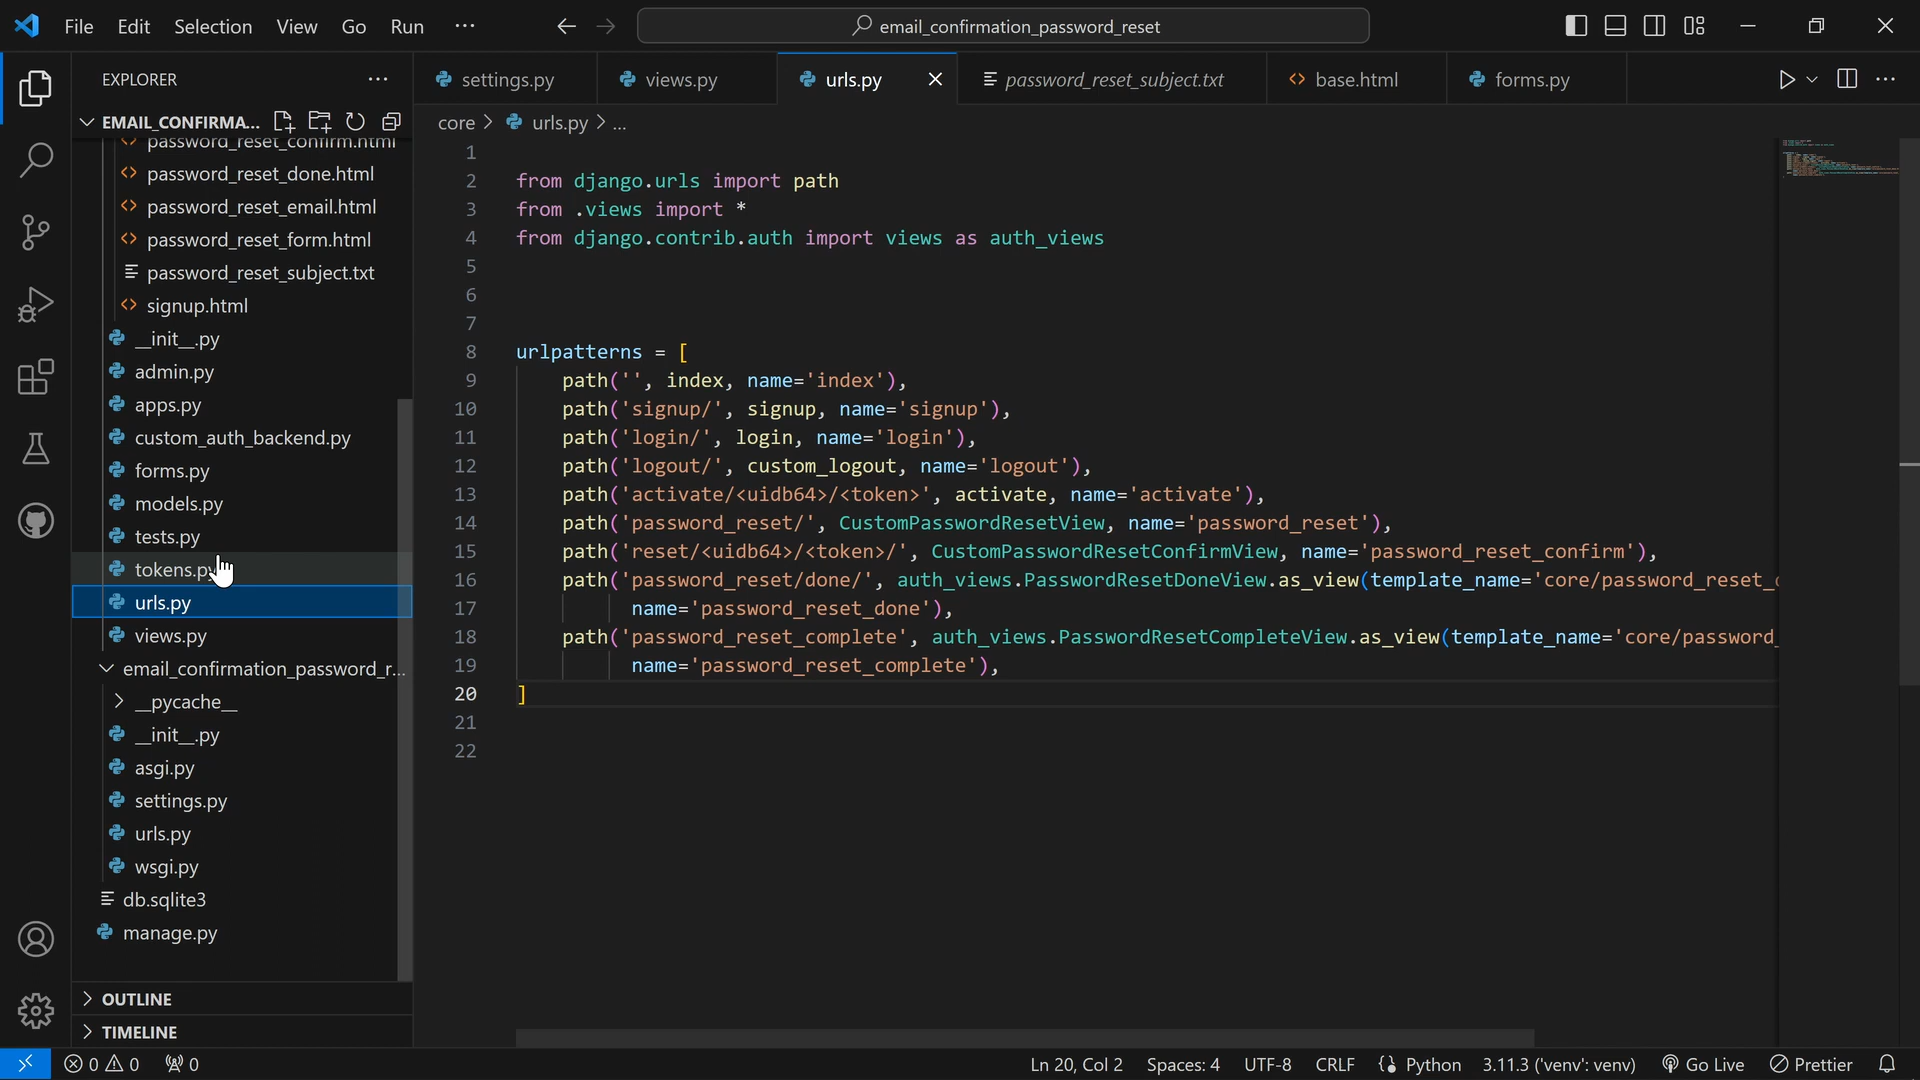 File Edit Selection View Go Run ··· email_confirmation_password_reset
EXPLORER
EMAIL_CONFIRMA...
password_reset_confirm.html
password_reset_done.html
password_reset_email.html
password_reset_form.html
password_reset_subject.txt
signup.html
__init__.py
admin.py
apps.py
custom_auth_backend.py
forms.py
models.py
tests.py
tokens.py
urls.py
views.py
email_confirmation_password_r...
__pycache__
__init__.py
asgi.py
settings.py
urls.py
wsgi.py
db.sqlite3
manage.py
OUTLINE
TIMELINE
settings.py views.py urls.py password_reset_subject.txt base.html forms.py
core > urls.py > ...
1
2 from django.urls import path
3 from .views import *
4 from django.contrib.auth import views as auth_views
5
6
7
8 urlpatterns = [
9 path('', index, name='index'),
10 path('signup/', signup, name='signup'),
11 path('login/', login, name='login'),
12 path('logout/', custom_logout, name='logout'),
13 path('activate/<uidb64>/<token>', activate, name='activate'),
14 path('password_reset/', CustomPasswordResetView, name='password_reset'),
15 path('reset/<uidb64>/<token>/', CustomPasswordResetConfirmView, name='password_reset_confirm'),
16 path('password_reset/done/', auth_views.PasswordResetDoneView.as_view(template_name='core/password_reset_
17 name='password_reset_done'),
18 path('password_reset_complete', auth_views.PasswordResetCompleteView.as_view(template_name='core/password_
19 name='password_reset_complete'),
20 ]
21
22
0 0 0 Ln 20, Col 2 Spaces: 4 UTF-8 CRLF Python 3.11.3 ('venv': venv) Go Live Prettier